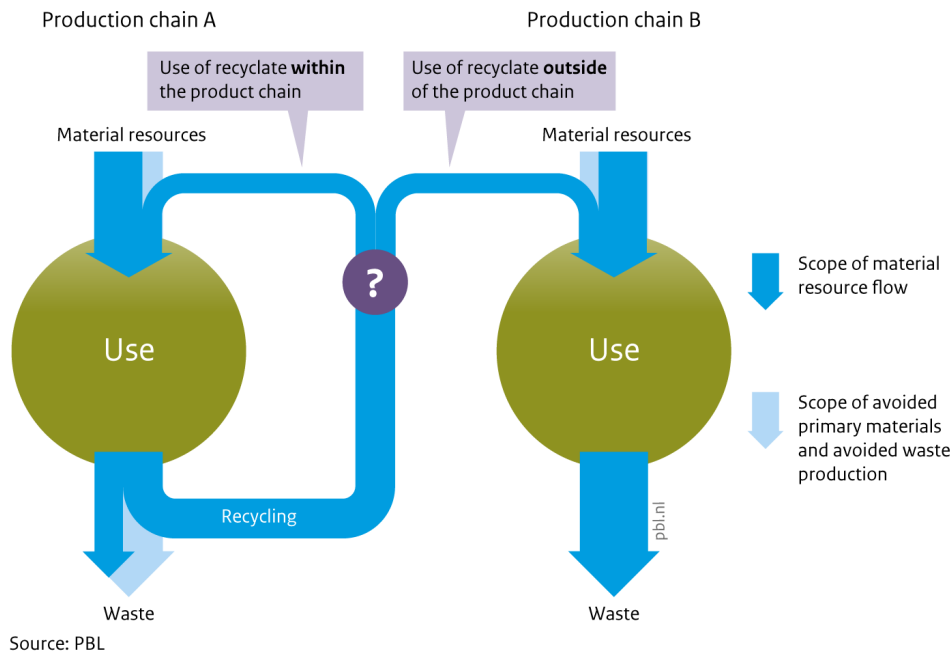 Production chain A
Production chain B
Use of recyclate within
the product chain
Use of recyclate outside
of the product chain
Material resources
Material resources
?
Scope of material
resource flow
Use
Use
Scope of avoided
primary materials
and avoided waste
production
Recycling
pbl.nl
Waste
Waste
Source: PBL